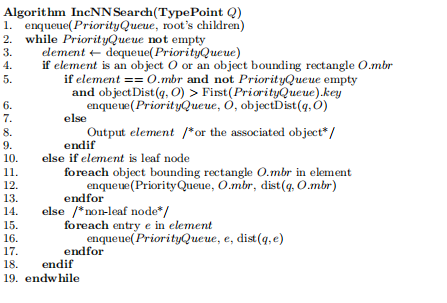 Algorithm IncNNSearch(TypePoint Q)
1. enqueue(PriorityQueue, root's children)
2. while PriorityQueue not empty
3. element ← dequeue(PriorityQueue)
4. if element is an object O or an object bounding rectangle O.mbr
5. if element == O.mbr and not PriorityQueue empty
and objectDist(q, O) > First(PriorityQueue).key
6. enqueue(PriorityQueue, O, objectDist(q,O)
7. else
8. Output element /*or the associated object*/
9. endif
10. else if element is leaf node
11. foreach object bounding rectangle O.mbr in element
12. enqueue(PriorityQueue, O.mbr, dist(q, O.mbr)
13. endfor
14. else /*non-leaf node*/
15. foreach entry e in element
16. enqueue(PriorityQueue, e, dist(q,e)
17. endfor
18. endif
19. endwhile